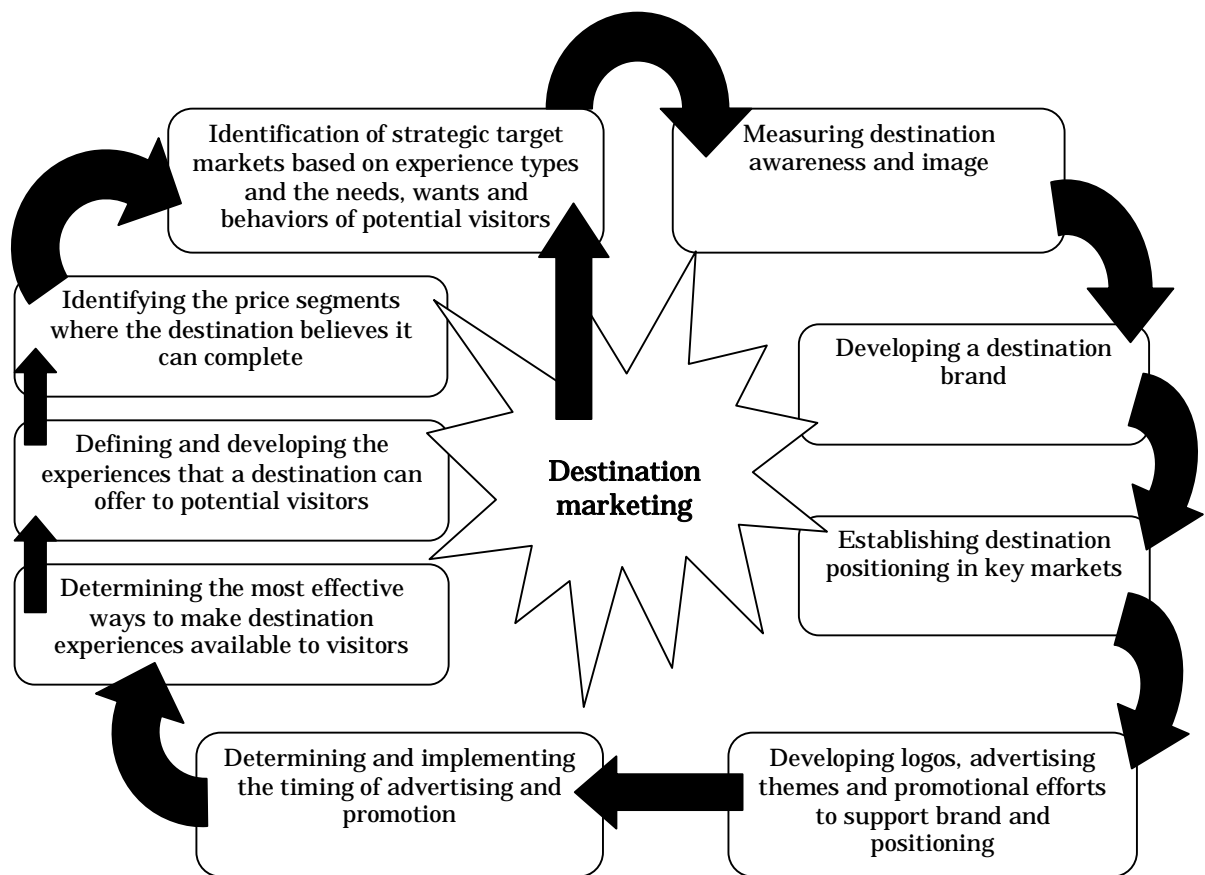 Identification of strategic target
markets based on experience types
and the needs, wants and
behaviors of potential visitors
Measuring destination
awareness and image
Identifying the price segments
where the destination believes it
can complete
Developing a destination
brand
Defining and developing the
experiences that a destination can
offer to potential visitors
Destination
marketing
Establishing destination
positioning in key markets
Determining the most effective
ways to make destination
experiences available to visitors
Determining and implementing
the timing of advertising and
promotion
Developing logos, advertising
themes and promotional efforts
to support brand and
positioning